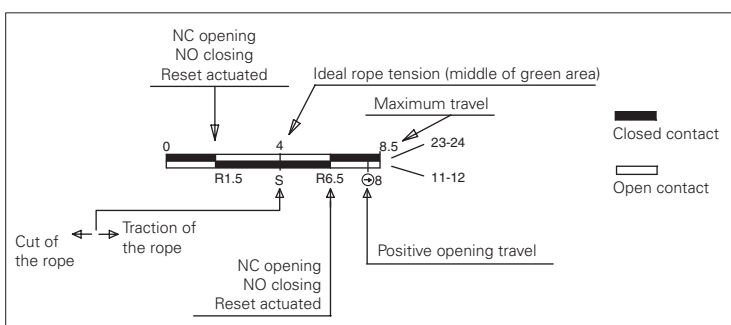 NC opening
NO closing
Reset actuated
Ideal rope tension (middle of green area)
Maximum travel
0
4
8.5
23-24
Closed contact
R1.5
S
R6.5
8
11-12
Open contact
Cut of
the rope
Traction of
the rope
Positive opening travel
NC opening
NO closing
Reset actuated